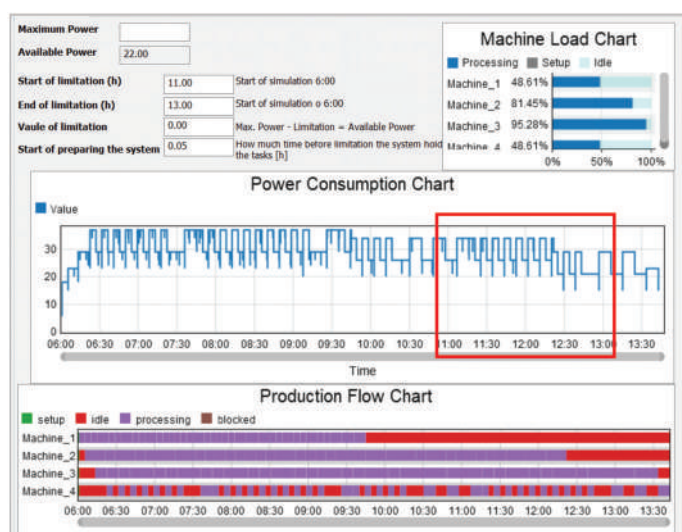 Maximum Power
Available Power 22.00
Start of limitation (h) 11.00 Start of simulation 6:00
End of limitation (h) 13.00 Start of simulation o 6:00
Vaule of limitation 0.00 Max. Power - Limitation = Available Power
Start of preparing the system 0.05 How much time before limitation the system hold
the tasks [h]
Machine Load Chart
Processing Setup Idle
Machine_1 48.61%
Machine_2 81.45%
Machine_3 95.28%
Machine_4 48.61%
0% 50% 100%
Power Consumption Chart
Value
30
20
10
0
06:00 06:30 07:00 07:30 08:00 08:30 09:00 09:30 10:00 10:30 11:00 11:30 12:00 12:30 13:00 13:30
Time
Production Flow Chart
setup idle processing blocked
Machine_1
Machine_2
Machine_3
Machine_4
06:00 06:30 07:00 07:30 08:00 08:30 09:00 09:30 10:00 10:30 11:00 11:30 12:00 12:30 13:00 13:30